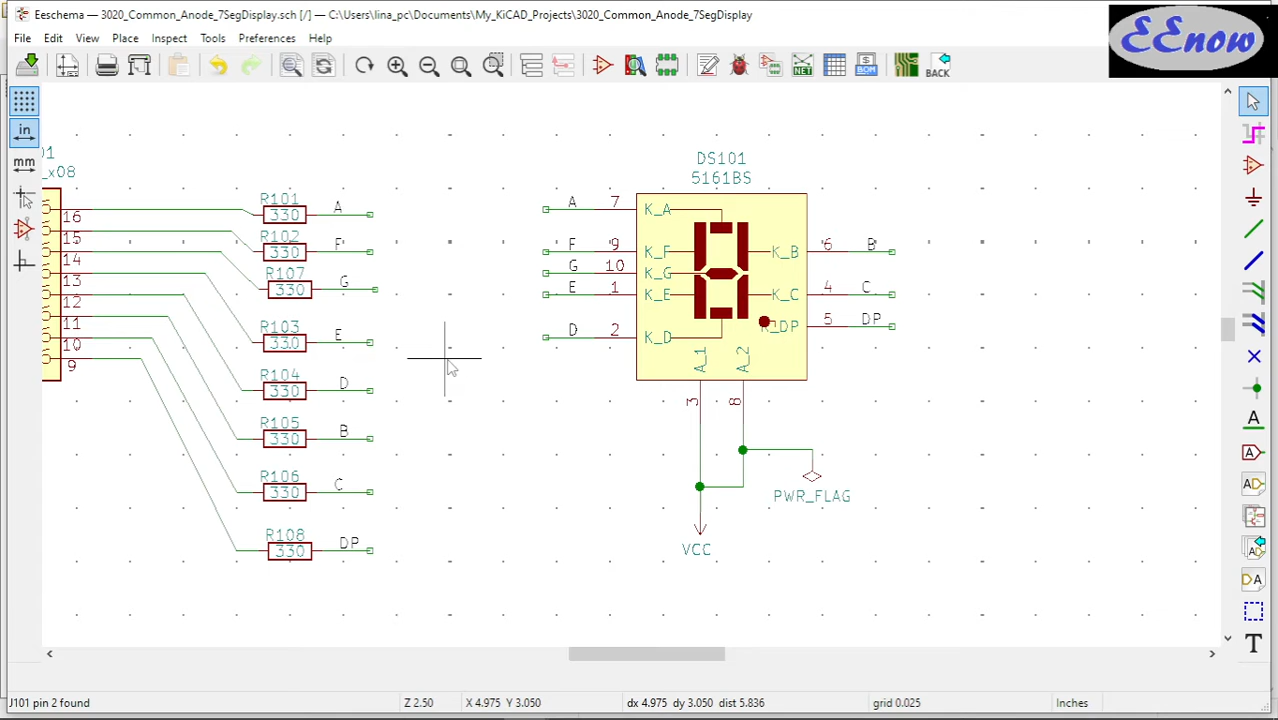 Eeschema — 3020_Common_Anode_7SegDisplay.sch [/] — C:\Users\lina_pc\Documents\My_KiCAD_Projects\3020_Common_Anode_7SegDisplay
EEnow
File Edit View Place Inspect Tools Preferences Help
NET
BOM
BACK
in
mm
01
_x08
16
15
14
13
12
11
10
9
R101
330
A
R102
330
F
R107
330
G
R103
330
E
R104
330
D
R105
330
B
R106
330
C
R108
330
DP
DS101
5161BS
A 7 K_A
F 9 K_F
G 10 K_G
E 1 K_E
D 2 K_D
K_B 6 B
K_C 4 C
K_DP 5 DP
A_1
A_2
3
8
PWR_FLAG
VCC
A
A
A
A
DA
T
J101 pin 2 found
Z 2.50
X 4.975 Y 3.050
dx 4.975 dy 3.050 dist 5.836
grid 0.025
Inches